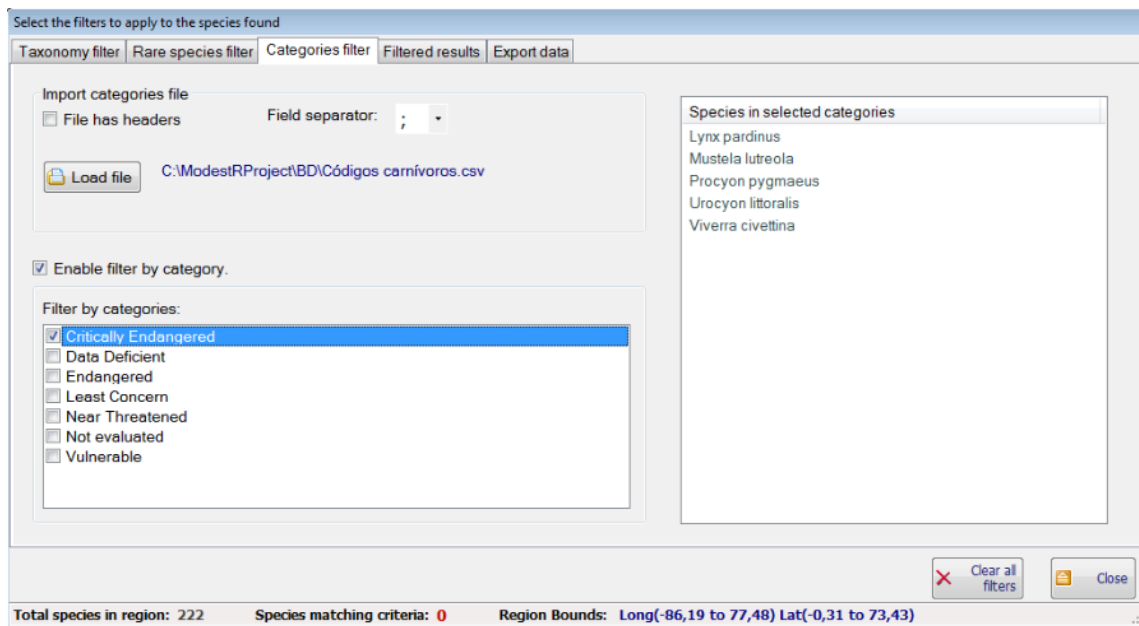 Select the filters to apply to the species found
Taxonomy filter Rare species filter Categories filter Filtered results Export data
Import categories file
File has headers Field separator: ;
Load file C:\ModestRProject\BD\Códigos carnívoros.csv
Enable filter by category.
Filter by categories:
Critically Endangered
Data Deficient
Endangered
Least Concern
Near Threatened
Not evaluated
Vulnerable
Species in selected categories
Lynx pardinus
Mustela lutreola
Procyon pygmaeus
Urocyon littoralis
Viverra civettina
Clear all
filters
Close
Total species in region: 222 Species matching criteria: 0 Region Bounds: Long(-86,19 to 77,48) Lat(-0,31 to 73,43)